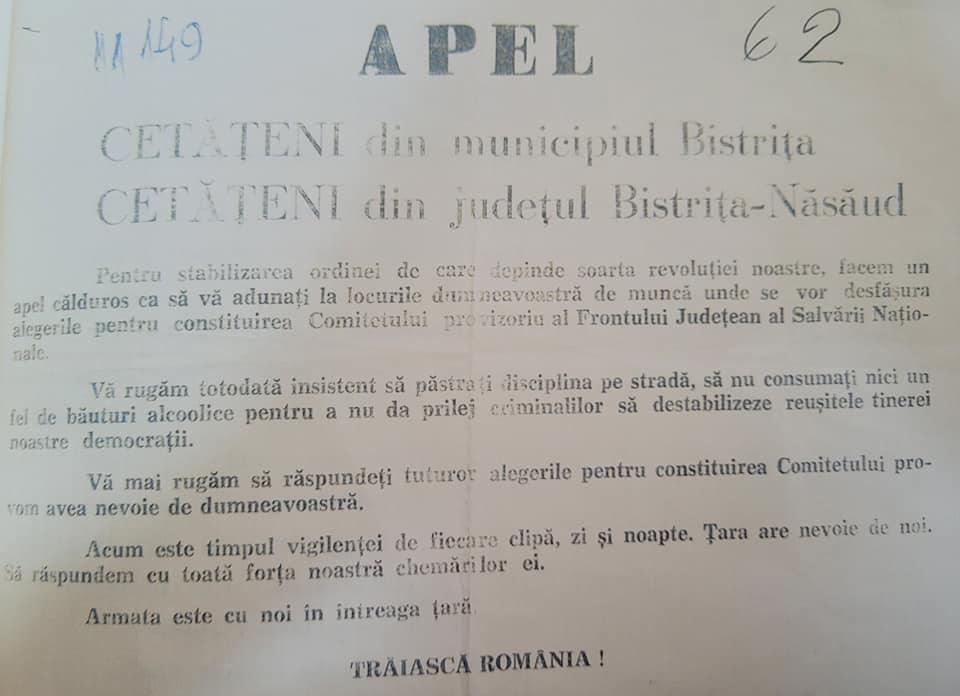 149
62
APEL
CETĂȚENI din municipiul Bistrița
CETĂȚENI din județul Bistrița-Năsăud
Pentru stabilizarea ordinei de care depinde soarta revoluției noastre, facem un
apel călduros ca să vă adunați la locurile dumneavoastră de muncă unde se vor desfășura
alegerile pentru constituirea Comitetului provizoriu al Frontului Județean al Salvării Națio-
nale.
Vă rugăm totodată insistent să păstrați disciplina pe stradă, să nu consumați nici un
fel de băuturi alcoolice pentru a nu da prilej criminalilor să destabilizeze reușitele tinerei
noastre democrații.
Vă mai rugăm să răspundeți tuturor alegerile pentru constituirea Comitetului pro-
vom avea nevoie de dumneavoastră.
Acum este timpul vigilenței de fiecare clipă, zi și noapte. Țara are nevoie de noi.
Să răspundem cu toată forța noastră chemărilor ei.
Armata este cu noi în întreaga țară.
TRĂIASCĂ ROMÂNIA !